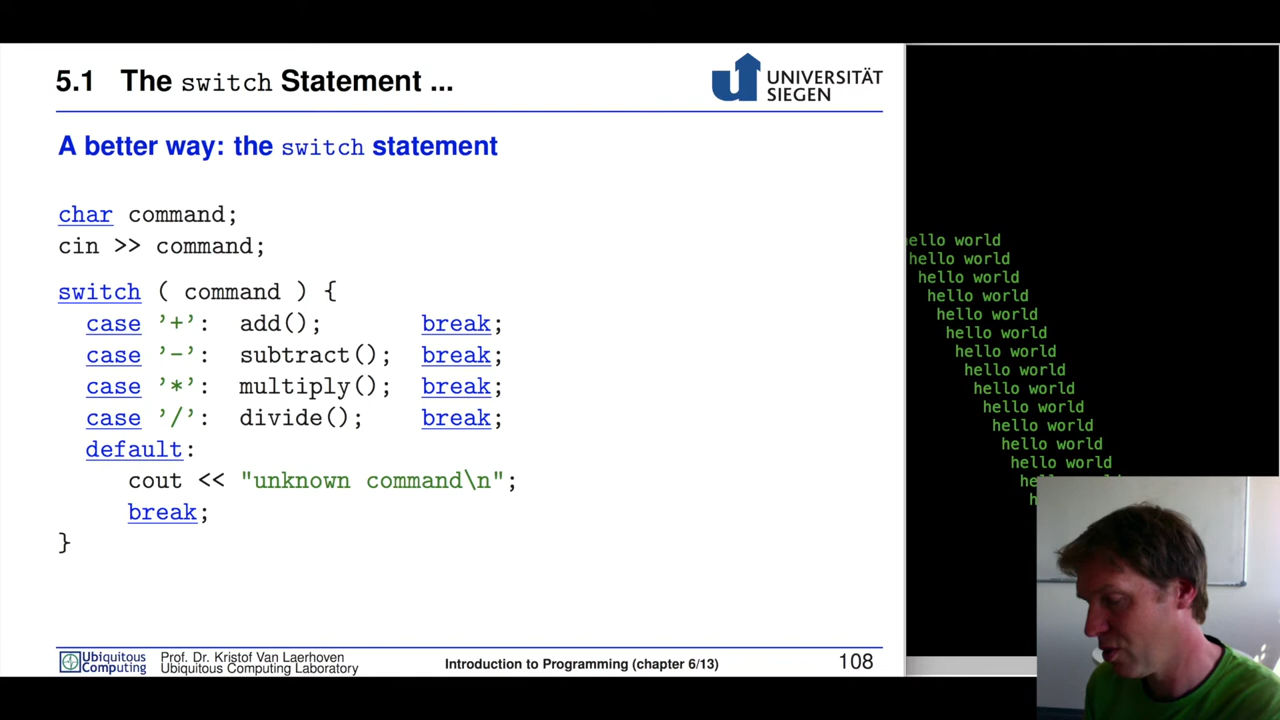 5.1 The switch Statement ...
UNIVERSITÄT
SIEGEN
A better way: the switch statement
char command;
cin >> command;
switch ( command ) {
case '+': add(); break;
case '-': subtract(); break;
case '*': multiply(); break;
case '/': divide(); break;
default:
cout << "unknown command\n";
break;
}
ello world
hello world
hello world
hello world
hello world
hello world
hello world
hello world
hello world
hello world
hello world
hello world
hello world
Ubiquitous
Computing
Prof. Dr. Kristof Van Laerhoven
Ubiquitous Computing Laboratory
Introduction to Programming (chapter 6/13)
108